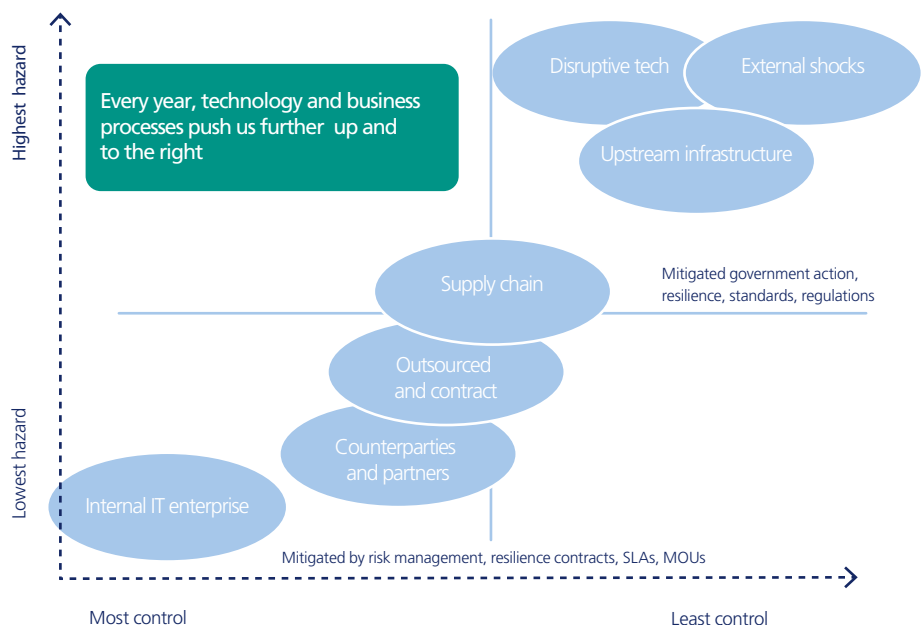 Highest hazard
Lowest hazard
Every year, technology and business
processes push us further up and
to the right
Disruptive tech
External shocks
Upstream infrastructure
Supply chain
Mitigated government action,
resilience, standards, regulations
Outsourced
and contract
Counterparties
and partners
Internal IT enterprise
Mitigated by risk management, resilience contracts, SLAs, MOUs
Most control
Least control